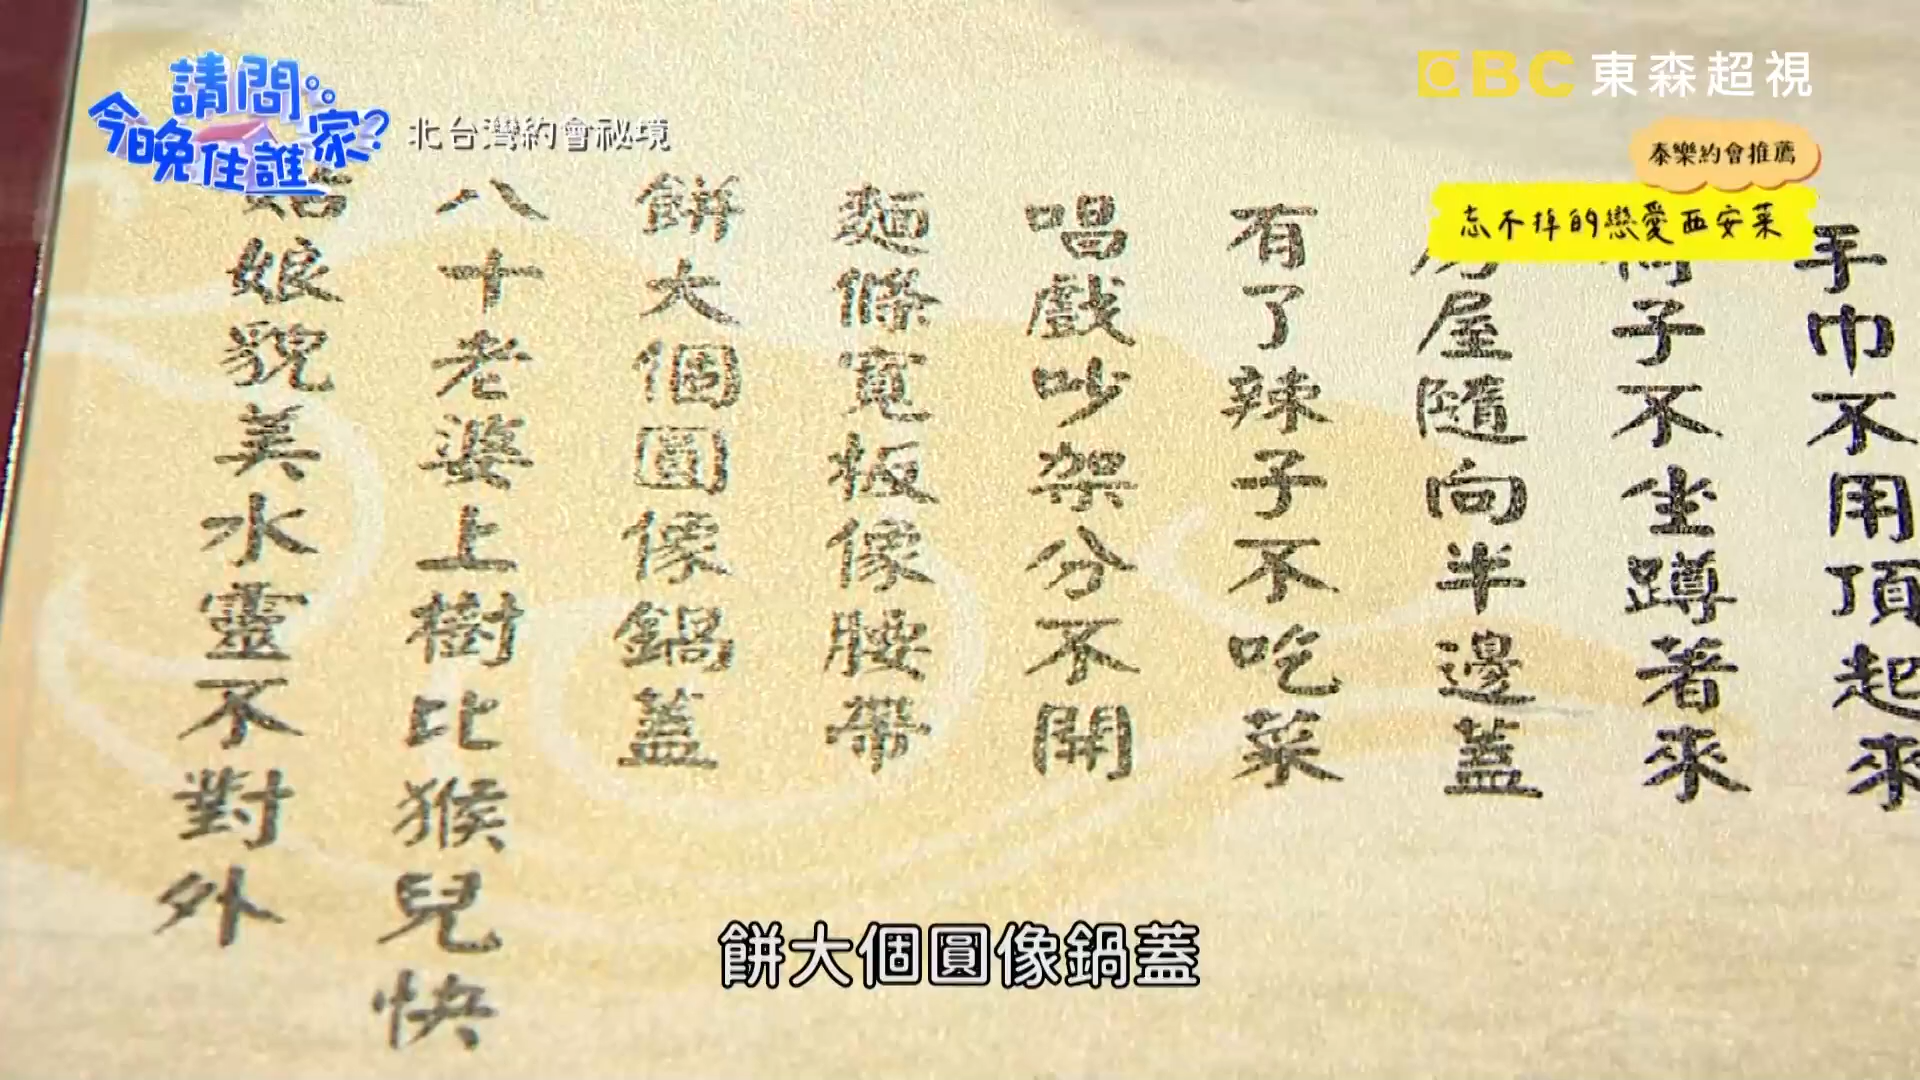 請問
今晚住誰家?
北台灣約會祕境
EBC 東森超視
泰樂約會推薦
忘不掉的戀愛西安菜
手巾不用頂起來
子不坐蹲著來
屋隨向半邊蓋
有了辣子不吃菜
唱戲吵架分不開
麵條寬板像腰帶
餅大個圓像鍋蓋
八十老婆上樹比猴兒快
姑娘貌美水靈不對外
餅大個圓像鍋蓋